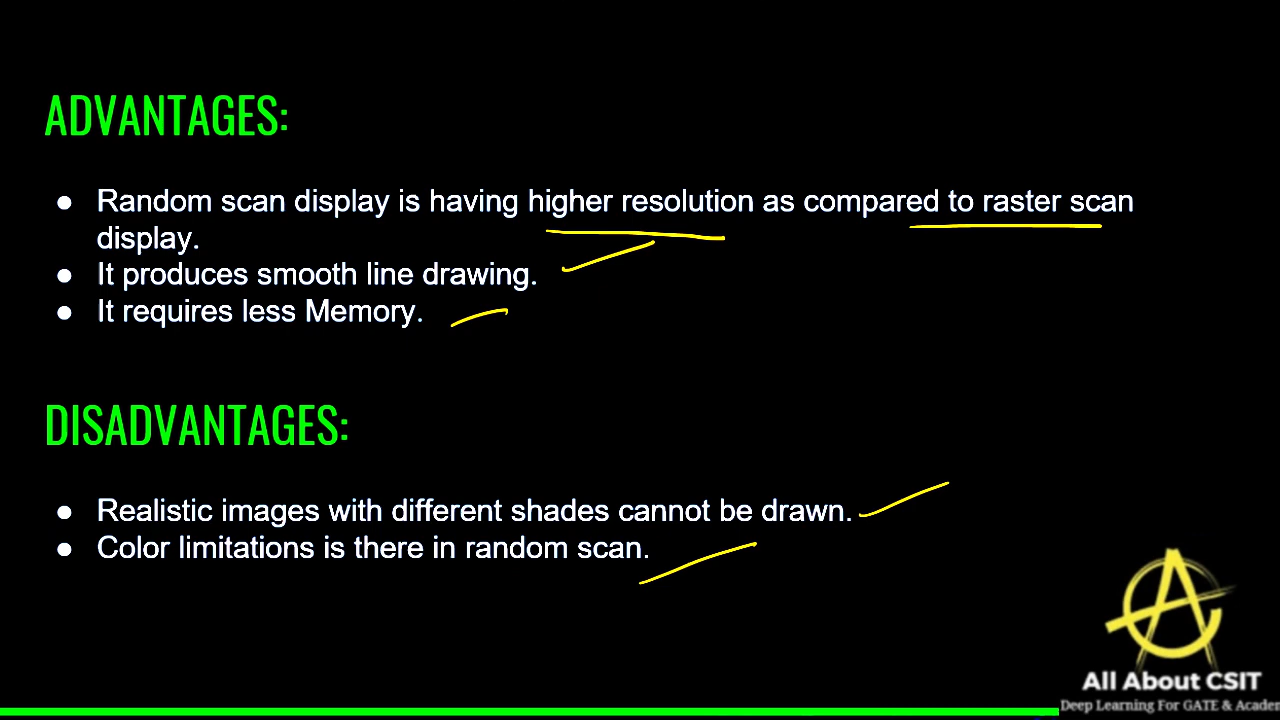 ADVANTAGES:
● Random scan display is having higher resolution as compared to raster scan
display.
● It produces smooth line drawing.
● It requires less Memory.
DISADVANTAGES:
● Realistic images with different shades cannot be drawn.
● Color limitations is there in random scan.
All About CSIT
Deep Learning For GATE & Academ